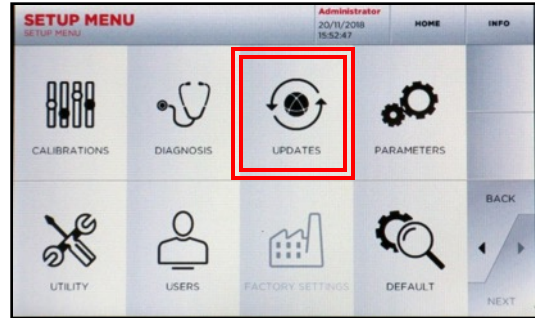 SETUP MENU
SETUP MENU
Administrator
20/11/2018
15:52:47
HOME
INFO
CALIBRATIONS
DIAGNOSIS
UPDATES
PARAMETERS
BACK
UTILITY
USERS
FACTORY SETTINGS
DEFAULT
NEXT